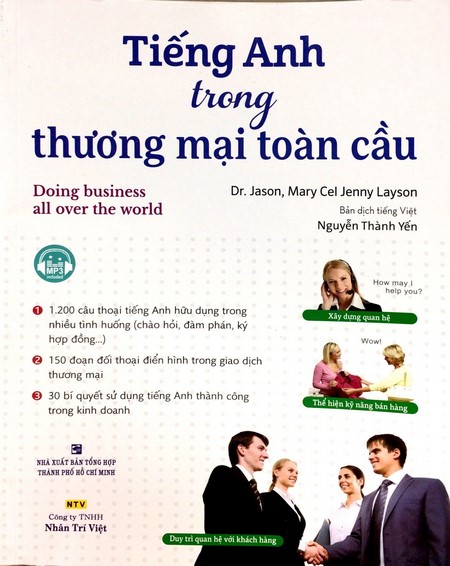 Tiếng Anh
trong
thương mại toàn cầu
Doing business
all over the world
Dr. Jason, Mary Cel Jenny Layson
Bản dịch tiếng Việt
Nguyễn Thành Yến
MP3
included
How may I
help you?
Xây dựng quan hệ
1 1.200 câu thoại tiếng Anh hữu dụng trong
nhiều tình huống (chào hỏi, đàm phán, ký
hợp đồng...)
Wow!
2 150 đoạn đối thoại điển hình trong giao dịch
thương mại
3 30 bí quyết sử dụng tiếng Anh thành công
trong kinh doanh
Thể hiện kỹ năng bán hàng
NHÀ XUẤT BẢN TỔNG HỢP
THÀNH PHỐ HỒ CHÍ MINH
NTV
Công ty TNHH
Nhân Trí Việt
Duy trì quan hệ với khách hàng